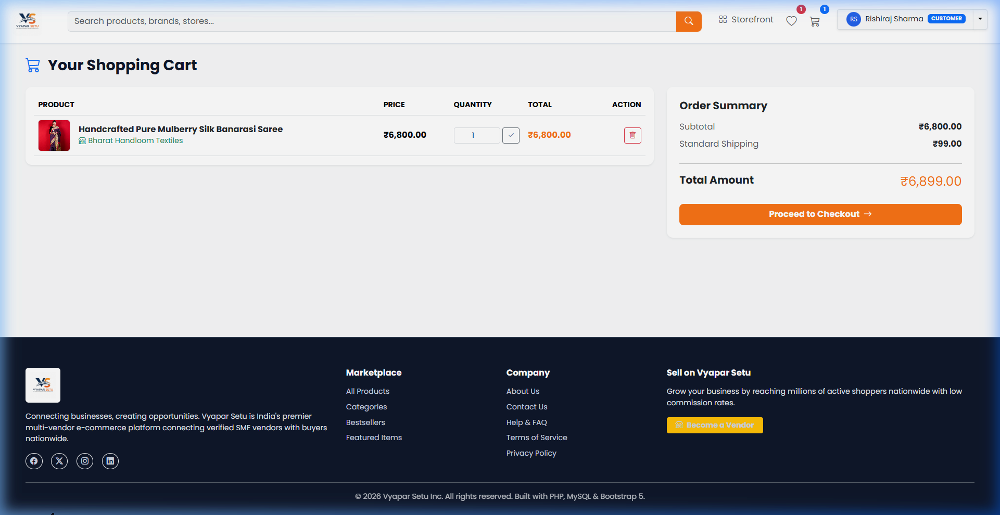 VS
VYAPAR SETU
Search products, brands, stores...
Storefront
1
1
RS Rishiraj Sharma CUSTOMER
Your Shopping Cart
PRODUCT PRICE QUANTITY TOTAL ACTION
Handcrafted Pure Mulberry Silk Banarasi Saree
Bharat Handloom Textiles
₹6,800.00 1 ₹6,800.00
Order Summary
Subtotal ₹6,800.00
Standard Shipping ₹99.00
Total Amount ₹6,899.00
Proceed to Checkout →
VS
VYAPAR SETU
Connecting businesses, creating opportunities. Vyapar Setu is India's premier
multi-vendor e-commerce platform connecting verified SME vendors with buyers
nationwide.
Marketplace
All Products
Categories
Bestsellers
Featured Items
Company
About Us
Contact Us
Help & FAQ
Terms of Service
Privacy Policy
Sell on Vyapar Setu
Grow your business by reaching millions of active shoppers nationwide with low
commission rates.
Become a Vendor
© 2026 Vyapar Setu Inc. All rights reserved. Built with PHP, MySQL & Bootstrap 5.